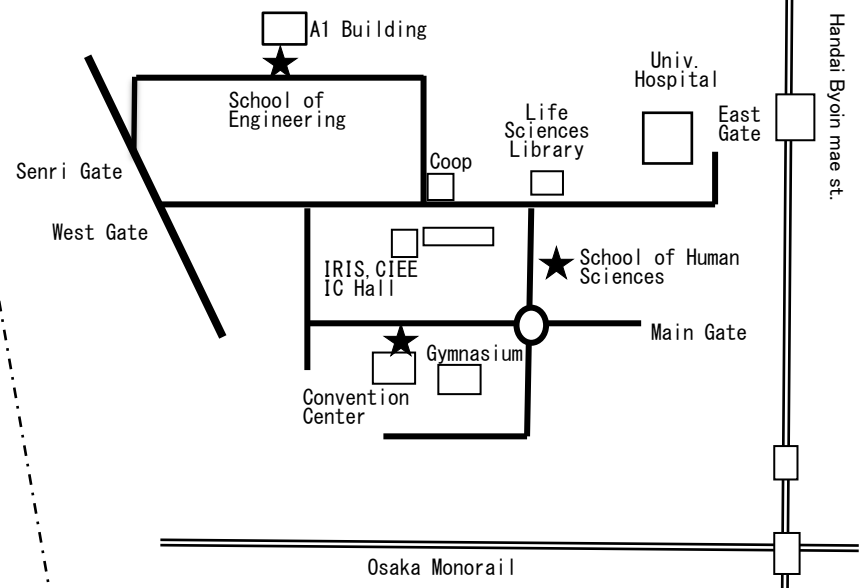 A1 Building
Handai Byoin mae st.
Univ.
Hospital
School of
Engineering
Life
Sciences
Library
East
Gate
Coop
Senri Gate
West Gate
School of Human
Sciences
IRIS,CIEE
IC Hall
Main Gate
Gymnasium
Convention
Center
Osaka Monorail